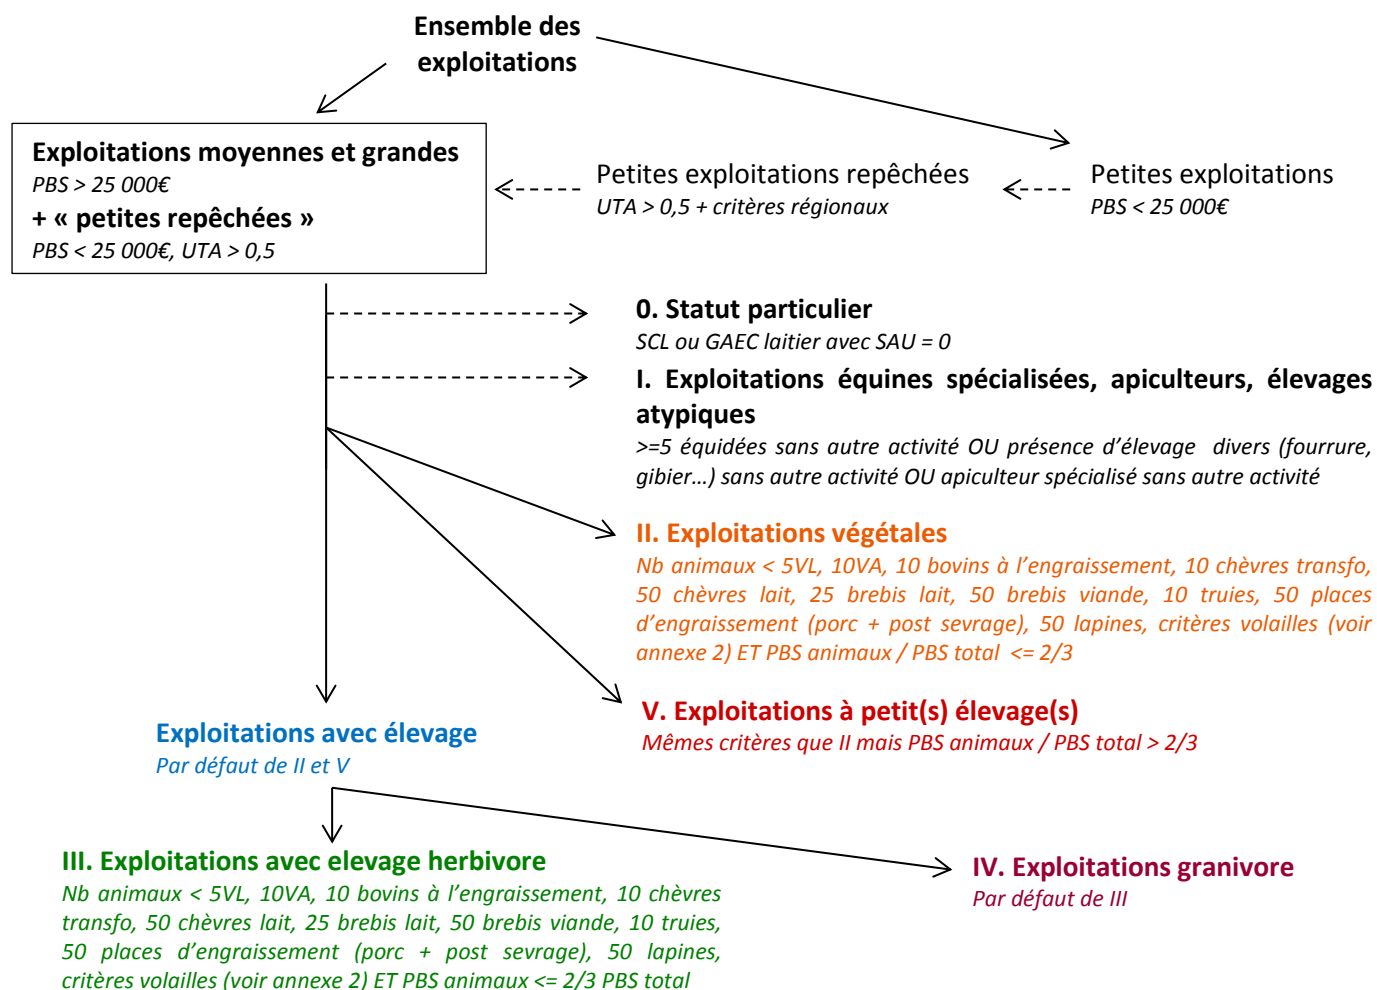 Ensemble des
exploitations
Exploitations moyennes et grandes
PBS > 25 000€
+ « petites repêchées »
PBS < 25 000€, UTA > 0,5
Petites exploitations repêchées
UTA > 0,5 + critères régionaux
Petites exploitations
PBS < 25 000€
0. Statut particulier
SCL ou GAEC laitier avec SAU = 0
I. Exploitations équines spécialisées, apiculteurs, élevages
atypiques
>=5 équidées sans autre activité OU présence d'élevage divers (fourrure,
gibier…) sans autre activité OU apiculteur spécialisé sans autre activité
II. Exploitations végétales
Nb animaux < 5VL, 10VA, 10 bovins à l'engraissement, 10 chèvres transfo,
50 chèvres lait, 25 brebis lait, 50 brebis viande, 10 truies, 50 places
d'engraissement (porc + post sevrage), 50 lapines, critères volailles (voir
annexe 2) ET PBS animaux / PBS total <= 2/3
V. Exploitations à petit(s) élevage(s)
Mêmes critères que II mais PBS animaux / PBS total > 2/3
Exploitations avec élevage
Par défaut de II et V
III. Exploitations avec elevage herbivore
Nb animaux < 5VL, 10VA, 10 bovins à l'engraissement, 10 chèvres
transfo, 50 chèvres lait, 25 brebis lait, 50 brebis viande, 10 truies,
50 places d'engraissement (porc + post sevrage), 50 lapines,
critères volailles (voir annexe 2) ET PBS animaux <= 2/3 PBS total
IV. Exploitations granivore
Par défaut de III